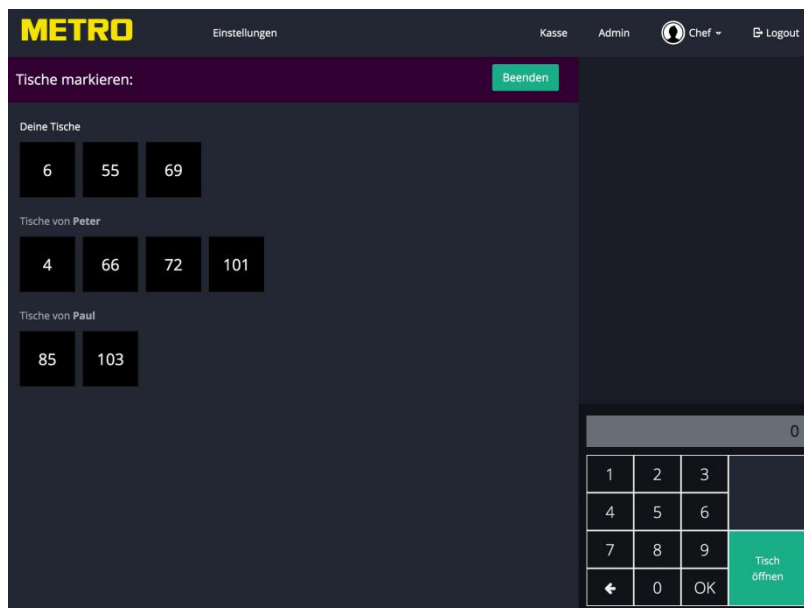 METRO Einstellungen Kasse Admin Chef Logout
Tische markieren: Beenden
Deine Tische
6 55 69
Tische von Peter
4 66 72 101
Tische von Paul
85 103
0
1 2 3
4 5 6
7 8 9
0 OK
Tisch
öffnen